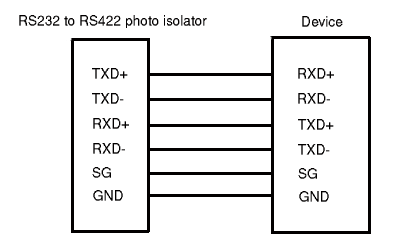 RS232 to RS422 photo isolator Device
TXD+ RXD+
TXD- RXD-
RXD+ TXD+
RXD- TXD-
SG SG
GND GND